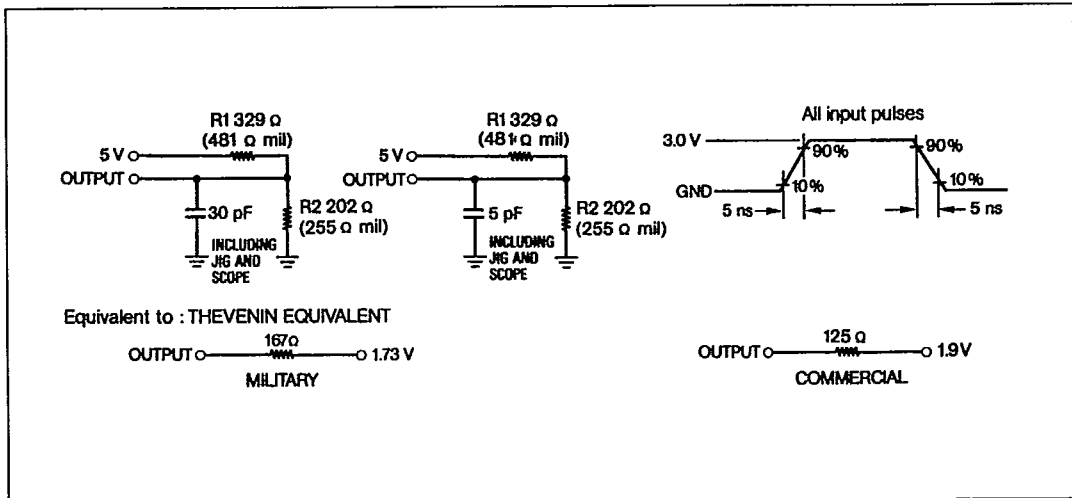 R1 329 Ω
(481 Ω mil)
5 V
OUTPUT
30 pF
INCLUDING
JIG AND
SCOPE
R2 202 Ω
(255 Ω mil)
R1 329 Ω
(481 Ω mil)
5 V
OUTPUT
5 pF
INCLUDING
JIG AND
SCOPE
R2 202 Ω
(255 Ω mil)
All input pulses
3.0 V
90%
90%
GND
10%
10%
5 ns
5 ns
Equivalent to : THEVENIN EQUIVALENT
OUTPUT
167Ω
1.73 V
MILITARY
OUTPUT
125 Ω
1.9 V
COMMERCIAL